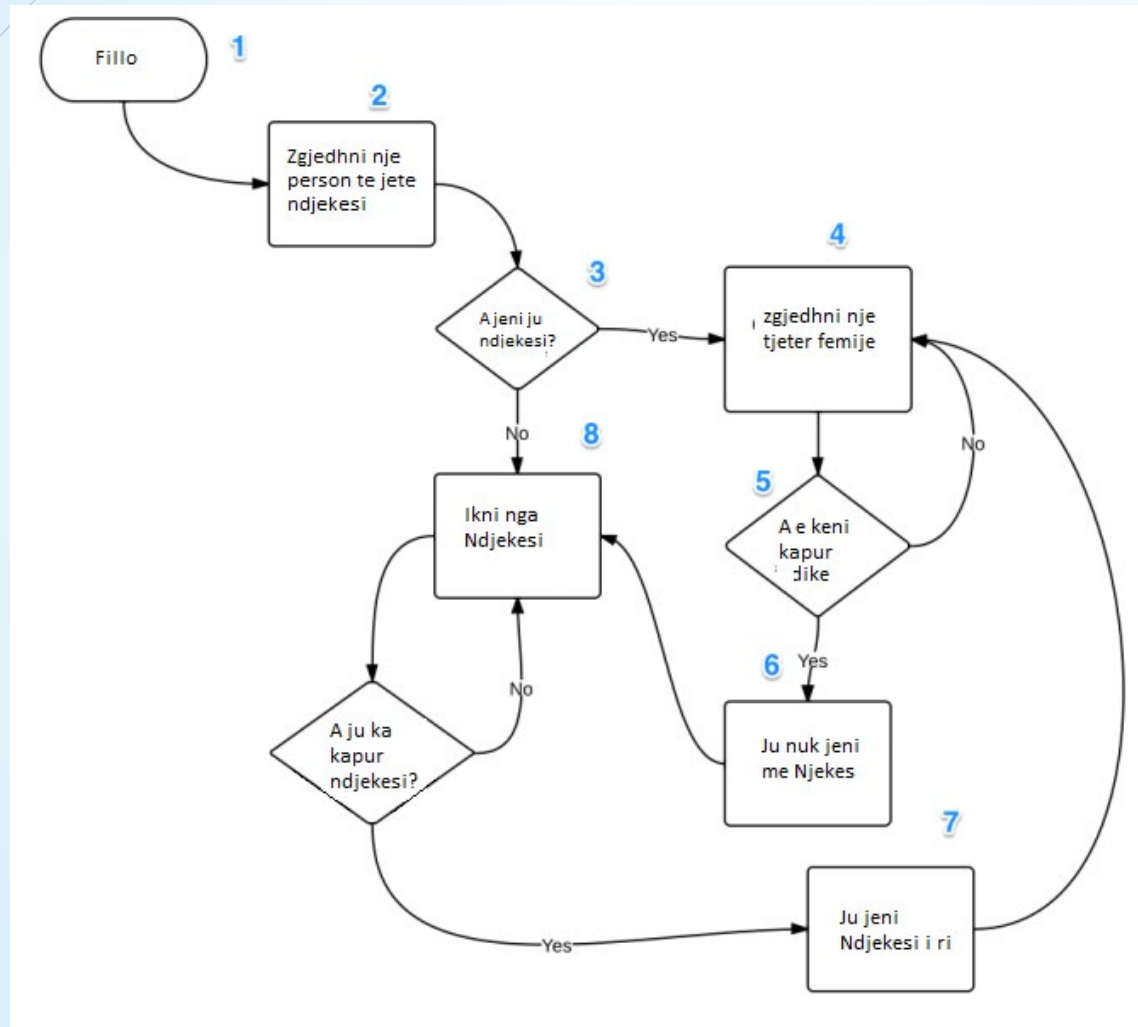 Fillo
1
2
Zgjedhni nje
person te jete
ndjekesi
3
A jeni ju
ndjekesi?
Yes
4
zgjedhni nje
tjeter femije
No
8
No
5
Ikni nga
Ndjekesi
A e keni
kapur
dike
6
Yes
No
A ju ka
kapur
ndjekesi?
Ju nuk jeni
me Njekes
7
Ju jeni
Ndjekesi i ri
Yes